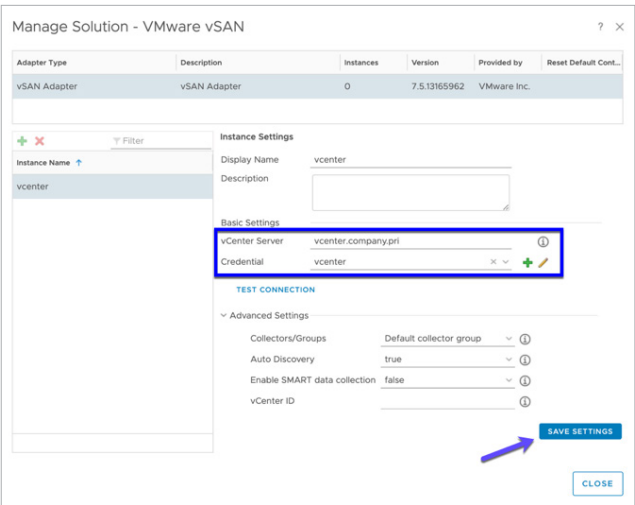 Manage Solution - VMware vSAN ? ×
Adapter Type Description Instances Version Provided by Reset Default Cont...
vSAN Adapter vSAN Adapter 0 7.5.13165962 VMware Inc.
Filter
Instance Name ↑
vcenter
Instance Settings
Display Name vcenter
Description
Basic Settings
vCenter Server vcenter.company.pri
Credential vcenter
TEST CONNECTION
Advanced Settings
Collectors/Groups Default collector group
Auto Discovery true
Enable SMART data collection false
vCenter ID
SAVE SETTINGS
CLOSE